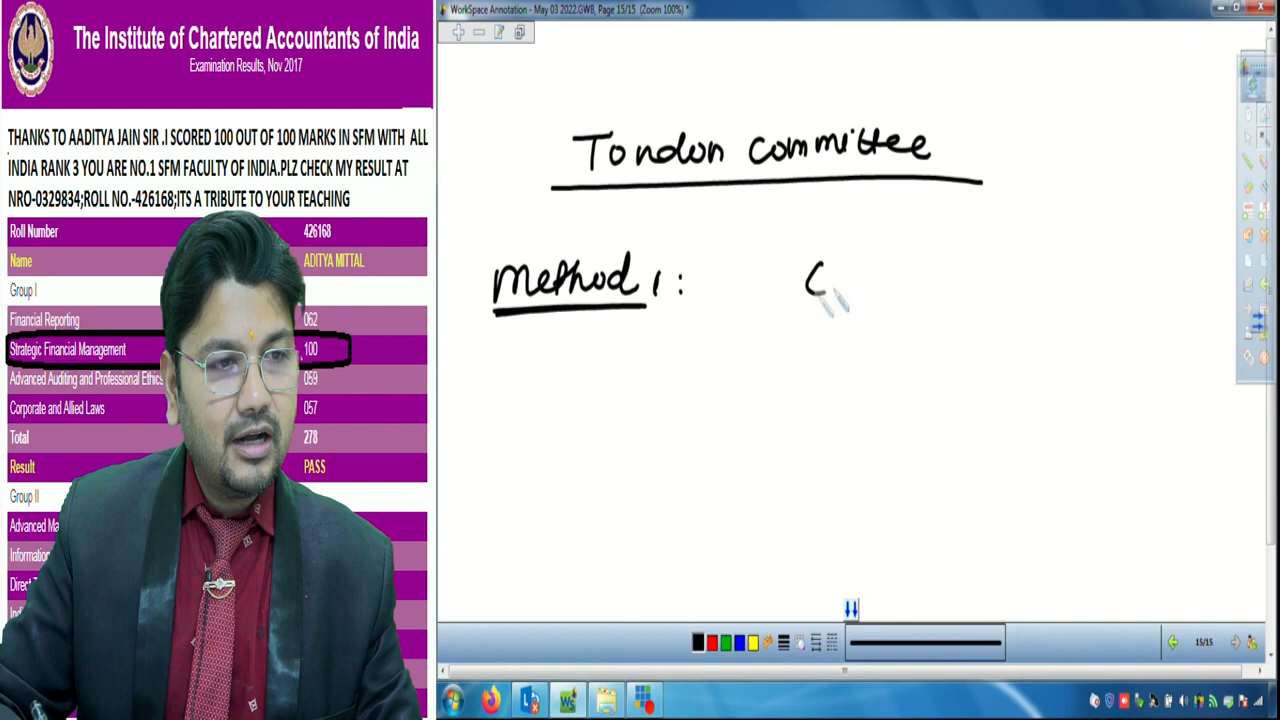 The Institute of Chartered Accountants of India
Examination Results, Nov 2017
THANKS TO AADITYA JAIN SIR .I SCORED 100 OUT OF 100 MARKS IN SFM WITH ALL
INDIA RANK 3 YOU ARE NO.1 SFM FACULTY OF INDIA.PLZ CHECK MY RESULT AT
NRO-0329834;ROLL NO.-426168;ITS A TRIBUTE TO YOUR TEACHING
Roll Number 426168
Name ADITYA MITTAL
Group I
Financial Reporting 062
Strategic Financial Management 100
Advanced Auditing and Professional Ethics 059
Corporate and Allied Laws 057
Total 278
Result PASS
Group II
Advanced Ma
Information
Direct T
WorkSpace Annotation - May 03 2022.GWB, Page 15/15 (Zoom 100%) *
Tondon committee
Method 1 : C
15/15